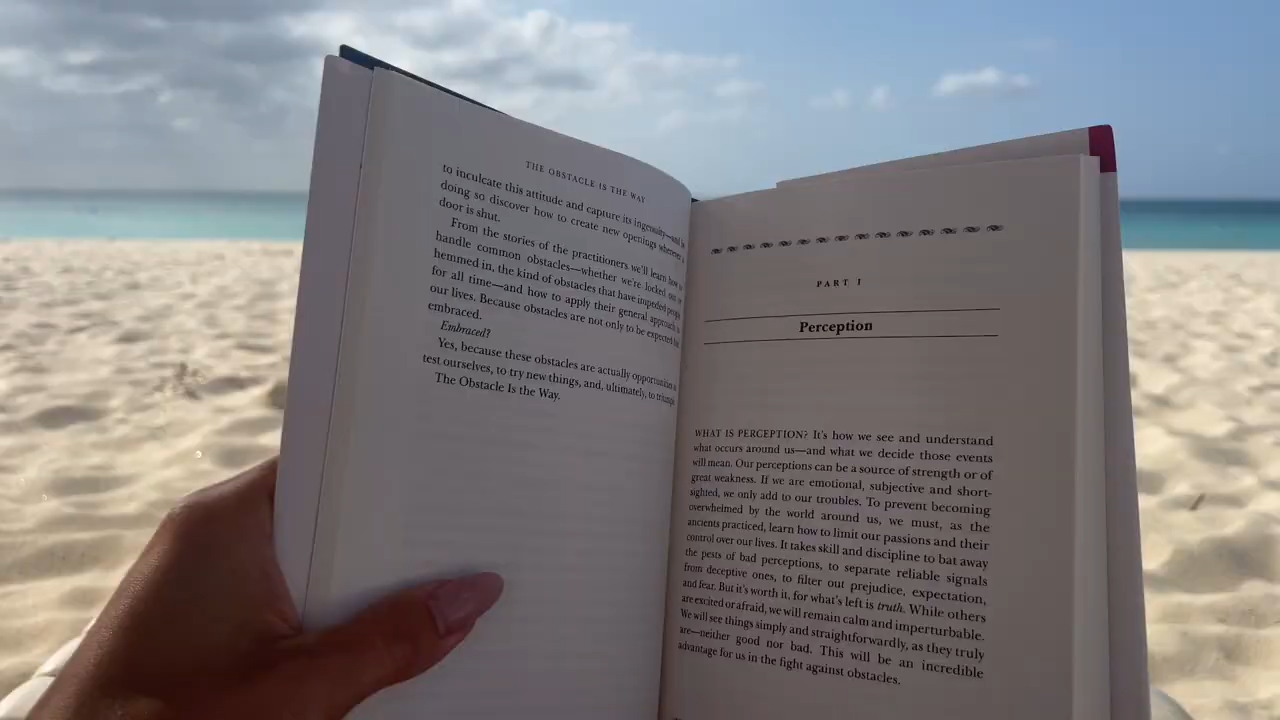 THE OBSTACLE IS THE WAY
to inculcate this attitude and capture its ingenuity—and in
doing so discover how to create new openings wherever a
door is shut.
From the stories of the practitioners we'll learn how to
handle common obstacles—whether we're locked out or
hemmed in, the kind of obstacles that have impeded people
for all time—and how to apply their general approach to
our lives. Because obstacles are not only to be expected but
embraced.
Embraced?
Yes, because these obstacles are actually opportunities to
test ourselves, to try new things, and, ultimately, to triumph.
The Obstacle Is the Way.
PART I
Perception
WHAT IS PERCEPTION? It's how we see and understand
what occurs around us—and what we decide those events
will mean. Our perceptions can be a source of strength or of
great weakness. If we are emotional, subjective and short-
sighted, we only add to our troubles. To prevent becoming
overwhelmed by the world around us, we must, as the
ancients practiced, learn how to limit our passions and their
control over our lives. It takes skill and discipline to bat away
the pests of bad perceptions, to separate reliable signals
from deceptive ones, to filter out prejudice, expectation,
and fear. But it's worth it, for what's left is truth. While others
are excited or afraid, we will remain calm and imperturbable.
We will see things simply and straightforwardly, as they truly
are—neither good nor bad. This will be an incredible
advantage for us in the fight against obstacles.